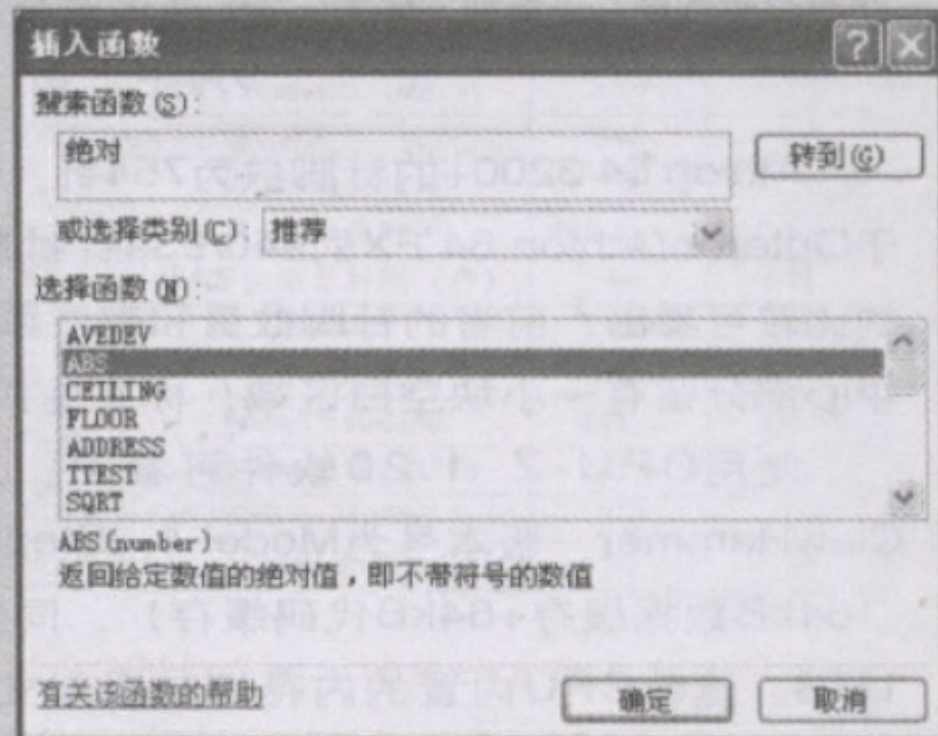 插入函数
搜索函数(S):
绝对
转到(G)
或选择类别(C): 推荐
选择函数(N):
AVEDEV
ABS
CEILING
FLOOR
ADDRESS
TTEST
SQRT
ABS(number)
返回给定数值的绝对值，即不带符号的数值
有关该函数的帮助
确定 取消